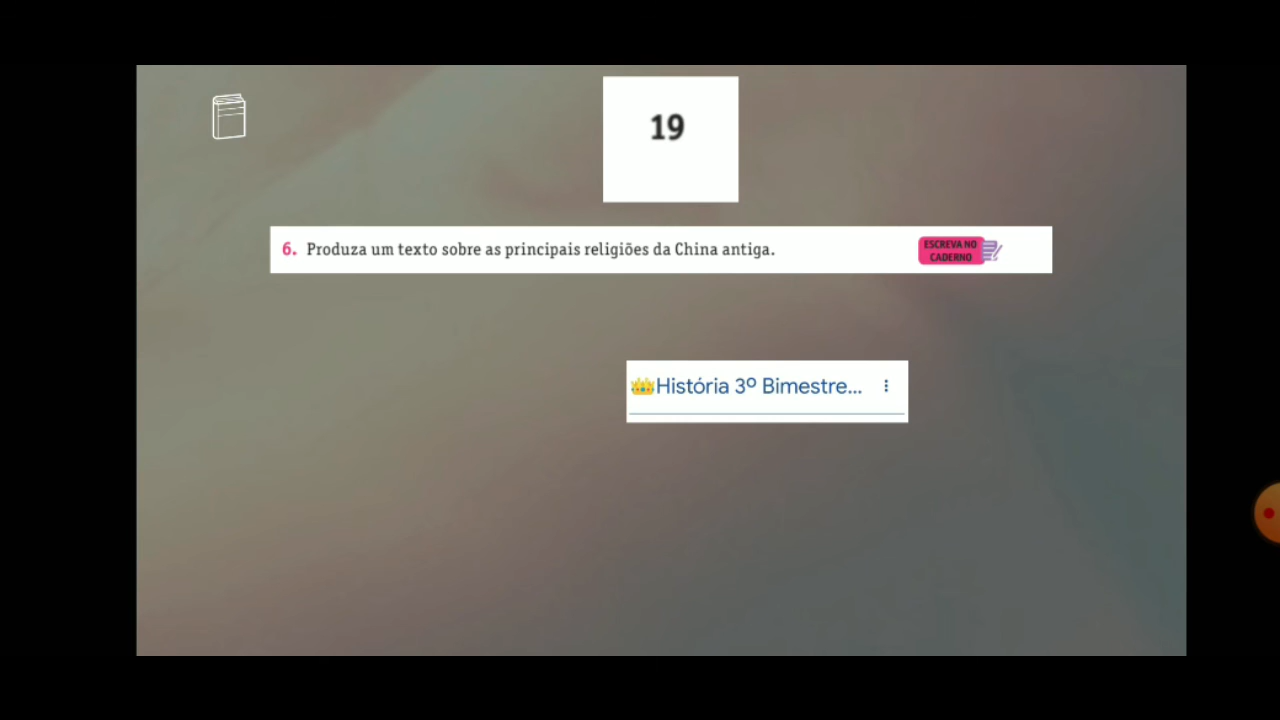 19
6. Produza um texto sobre as principais religiões da China antiga.
ESCREVA NO
CADERNO
História 3º Bimestre...